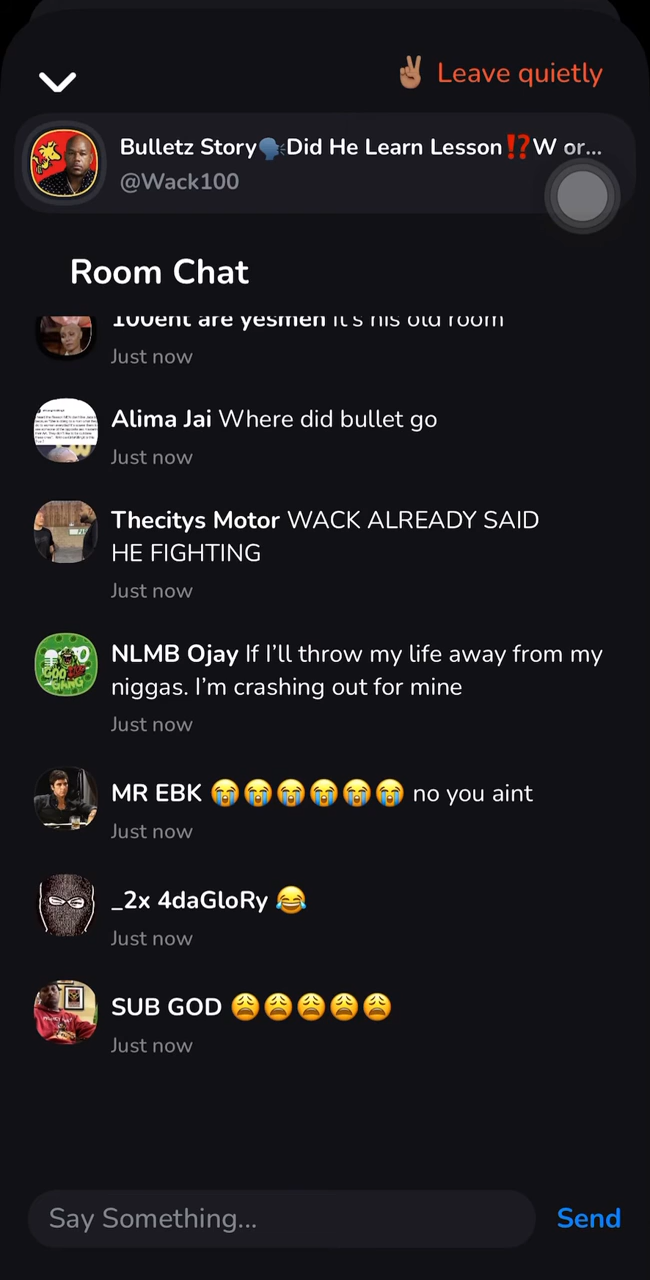 ✌🏽 Leave quietly
Bulletz Story🗣️Did He Learn Lesson⁉️W or...
@Wack100
Room Chat
100ent are yesmen It's his old room
Just now
Alima Jai Where did bullet go
Just now
Thecitys Motor WACK ALREADY SAID
HE FIGHTING
Just now
NLMB Ojay If I'll throw my life away from my
niggas. I'm crashing out for mine
Just now
MR EBK 😭😭😭😭😭😭 no you aint
Just now
_2x 4daGloRy 😂
Just now
SUB GOD 😩😩😩😩😩
Just now
Say Something...
Send